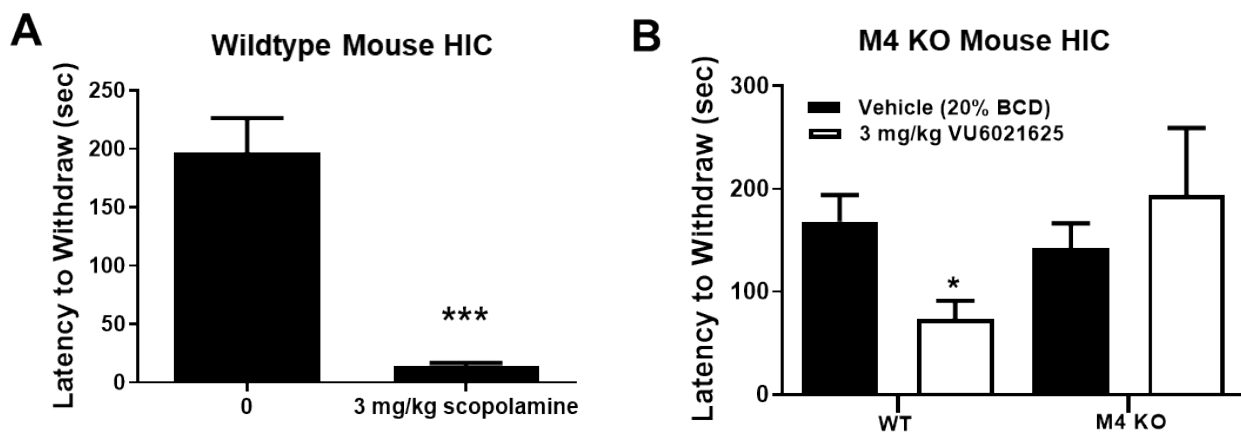 A
Wildtype Mouse HIC
Latency to Withdraw (sec)
250
200
150
100
50
0
***
0
3 mg/kg scopolamine
B
M4 KO Mouse HIC
Latency to Withdraw (sec)
300
200
100
0
Vehicle (20% BCD)
3 mg/kg VU6021625
*
WT
M4 KO